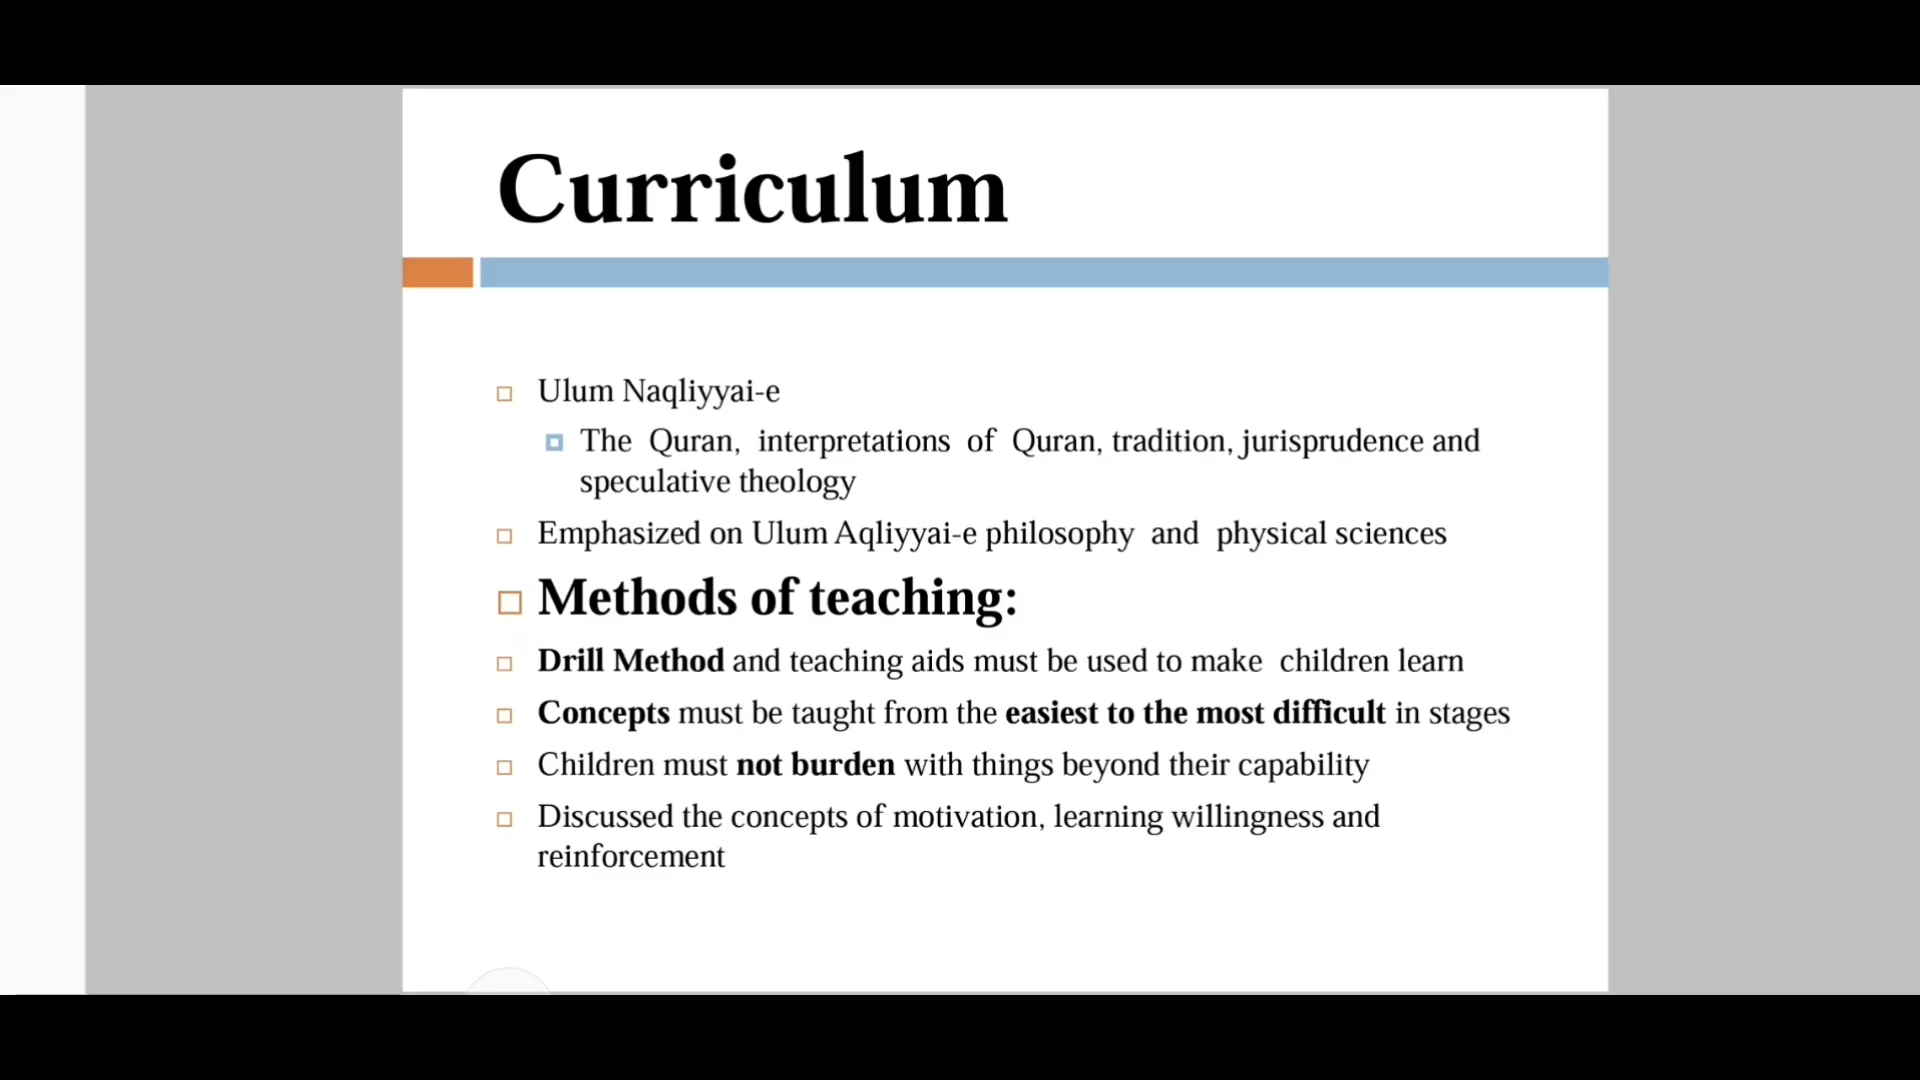 Curriculum
Ulum Naqliyyai-e
The Quran, interpretations of Quran, tradition, jurisprudence and
speculative theology
Emphasized on Ulum Aqliyyai-e philosophy and physical sciences
Methods of teaching:
Drill Method and teaching aids must be used to make children learn
Concepts must be taught from the easiest to the most difficult in stages
Children must not burden with things beyond their capability
Discussed the concepts of motivation, learning willingness and
reinforcement